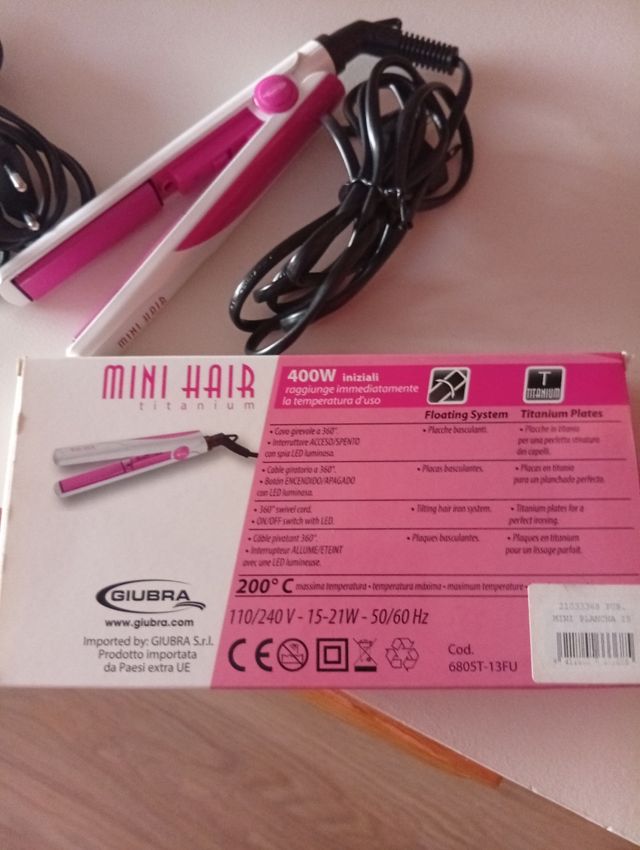 MINI HAIR
MINI HAIR
titanium
400W iniziali
raggiunge immediatamente
la temperatura d'uso
T
TITANIUM
Floating System
Titanium Plates
• Cavo girevole a 360°.
• Interruttore ACCESO/SPENTO
con spia LED luminosa.
• Placche basculanti.
• Placche in titanio
per una perfetta stiratura
dei capelli.
• Cable giratorio a 360°.
• Botón ENCENDIDO/APAGADO
con LED luminoso.
• Placas basculantes.
• Placas en titanio
para un planchado perfecto.
• 360° swivel cord.
• ON/OFF switch with LED.
• Tilting hair iron system.
• Titanium plates for a
perfect ironing.
• Câble pivotant 360°.
• Interrupteur ALLUME/ETEINT
avec une LED lumineuse.
• Plaques basculantes.
• Plaques en titanium
pour un lissage parfait.
200° C massima temperatura • temperatura máxima • maximum temperature •
110/240 V - 15-21W - 50/60 Hz
GIUBRA
www.giubra.com
Imported by: GIUBRA S.r.l.
Prodotto importato
da Paesi extra UE
CE
Cod.
6805T-13FU
MINI PLANCHA